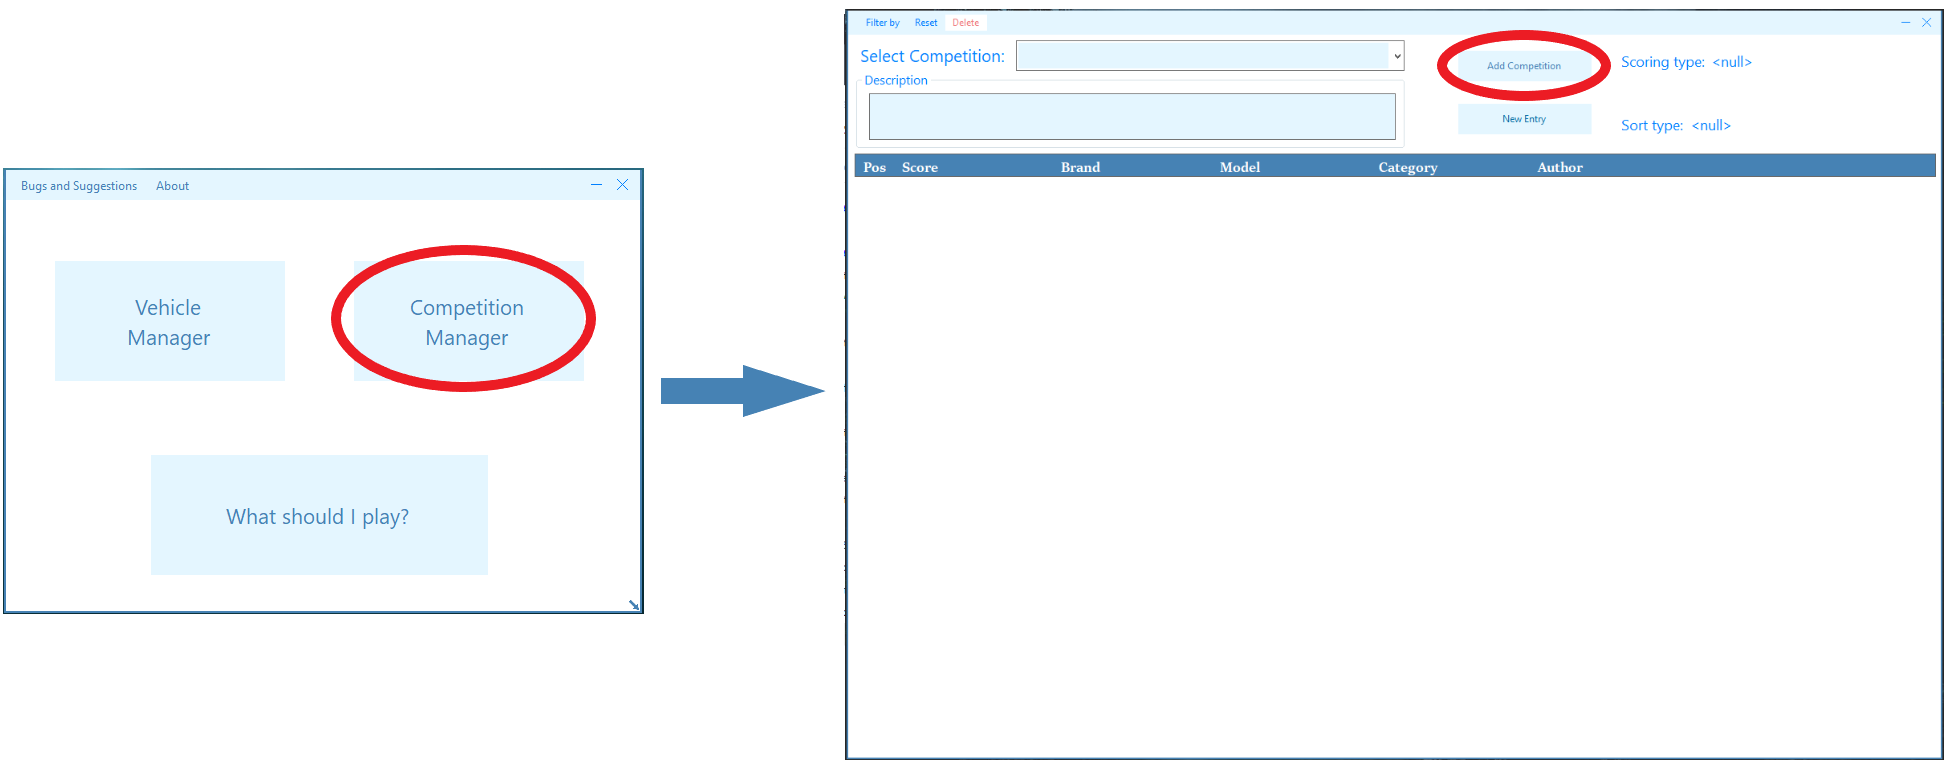 Bugs and Suggestions About
Vehicle
Manager
Competition
Manager
What should I play?
Filter by Reset Delete
Select Competition:
Add Competition
Scoring type: <null>
Description
New Entry
Sort type: <null>
Pos Score Brand Model Category Author